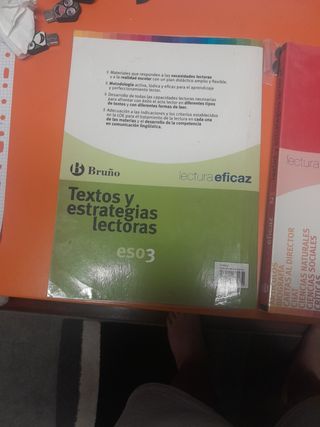 Materiales que responden a las necesidades lectoras
y a la realidad escolar con un plan didáctico amplio y flexible.
Metodología activa, lúdica y eficaz para el aprendizaje
y perfeccionamiento lector.
Desarrollo de todas las capacidades lectoras necesarias
para afrontar con éxito el acto lector en diferentes tipos
de textos y con diferentes formas de leer.
Adecuación a las indicaciones y los criterios establecidos
en la LOE para el tratamiento de la lectura en cada una
de las materias y el desarrollo de la competencia
en comunicación lingüística.
Bruño
lecturaeficaz
Textos y
estrategias
lectoras
eso3
lectura
CARTAS AL DIRECTOR
CIENCIAS NATURALES
CIENCIAS SOCIALES